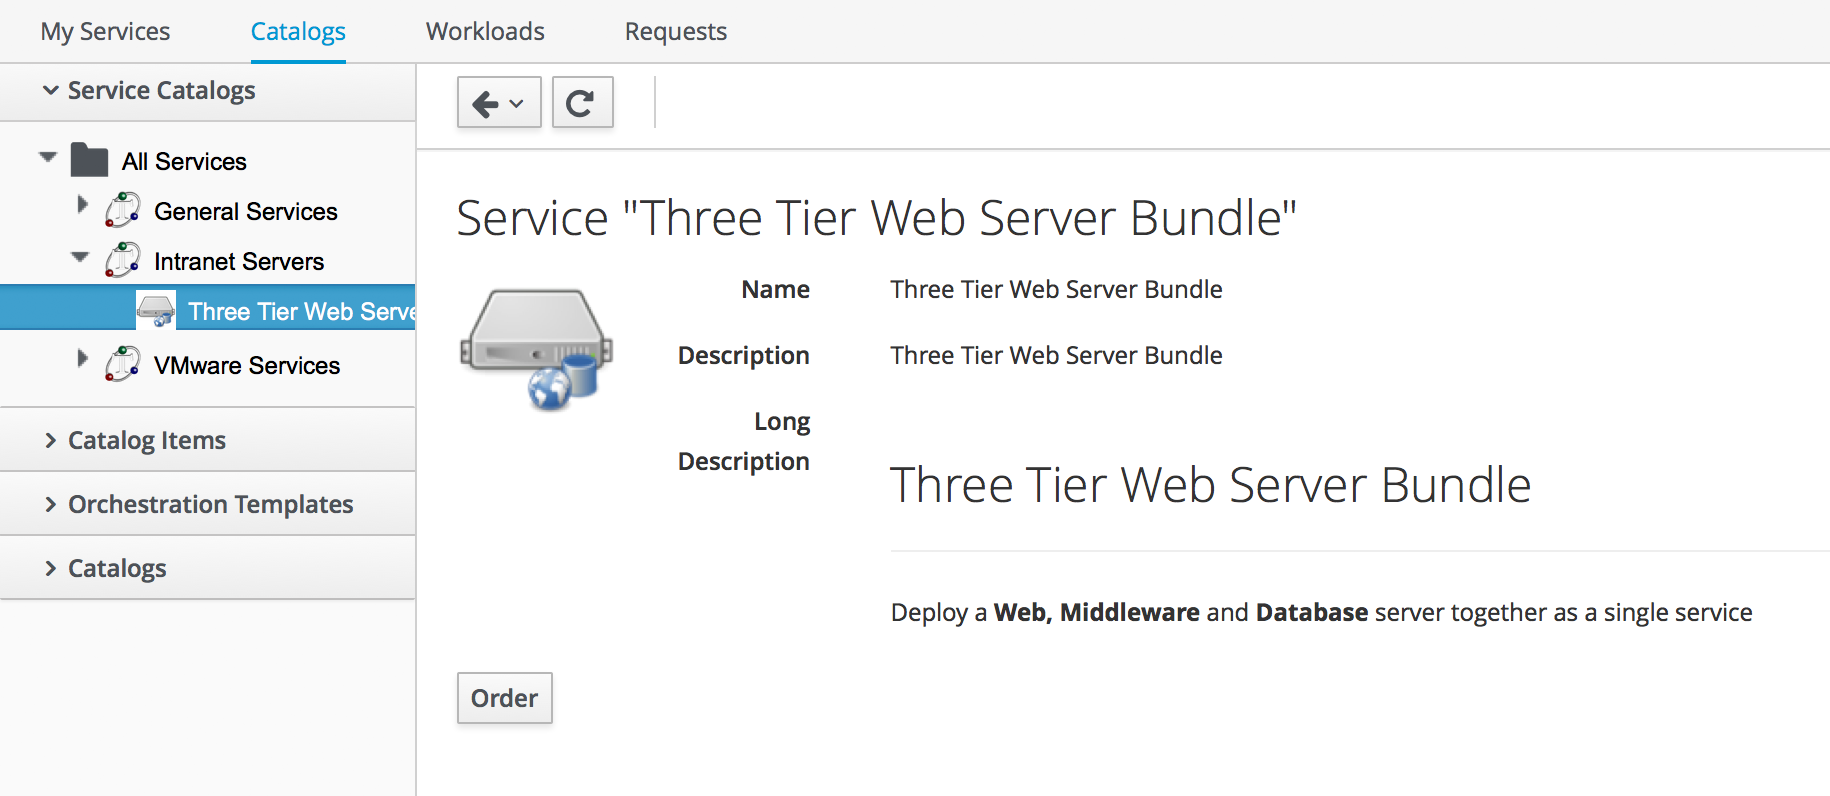 My Services Catalogs Workloads Requests
Service Catalogs
All Services
General Services
Intranet Servers
Three Tier Web Serve
VMware Services
Catalog Items
Orchestration Templates
Catalogs
Service "Three Tier Web Server Bundle"
Name Three Tier Web Server Bundle
Description Three Tier Web Server Bundle
Long
Description
Three Tier Web Server Bundle
Deploy a Web, Middleware and Database server together as a single service
Order